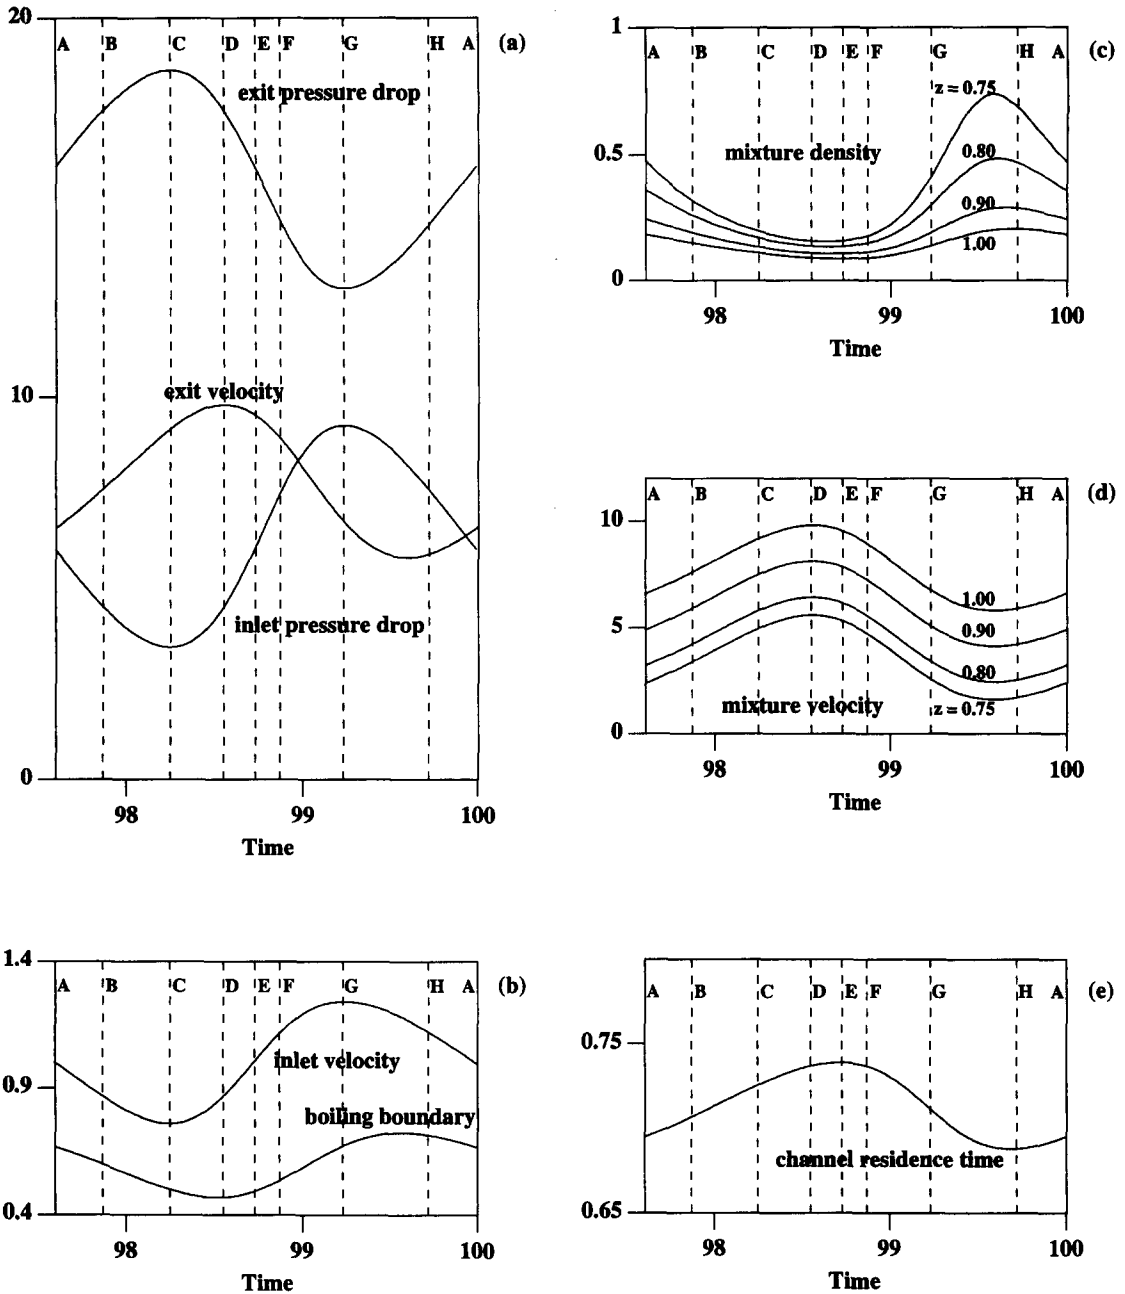 20
A B C D E F G H A (a)
exit pressure drop
10
exit velocity
inlet pressure drop
0
98 99 100
Time
1.4
A B C D E F G H A (b)
inlet velocity
0.9
boiling boundary
0.4
98 99 100
Time
1
A B C D E F G H A (c)
z = 0.75
mixture density
0.5
0.80
0.90
1.00
0
98 99 100
Time
A B C D E F G H A (d)
10
1.00
5
0.90
0.80
mixture velocity
z = 0.75
0
98 99 100
Time
A B C D E F G H A (e)
0.75
channel residence time
0.65
98 99 100
Time